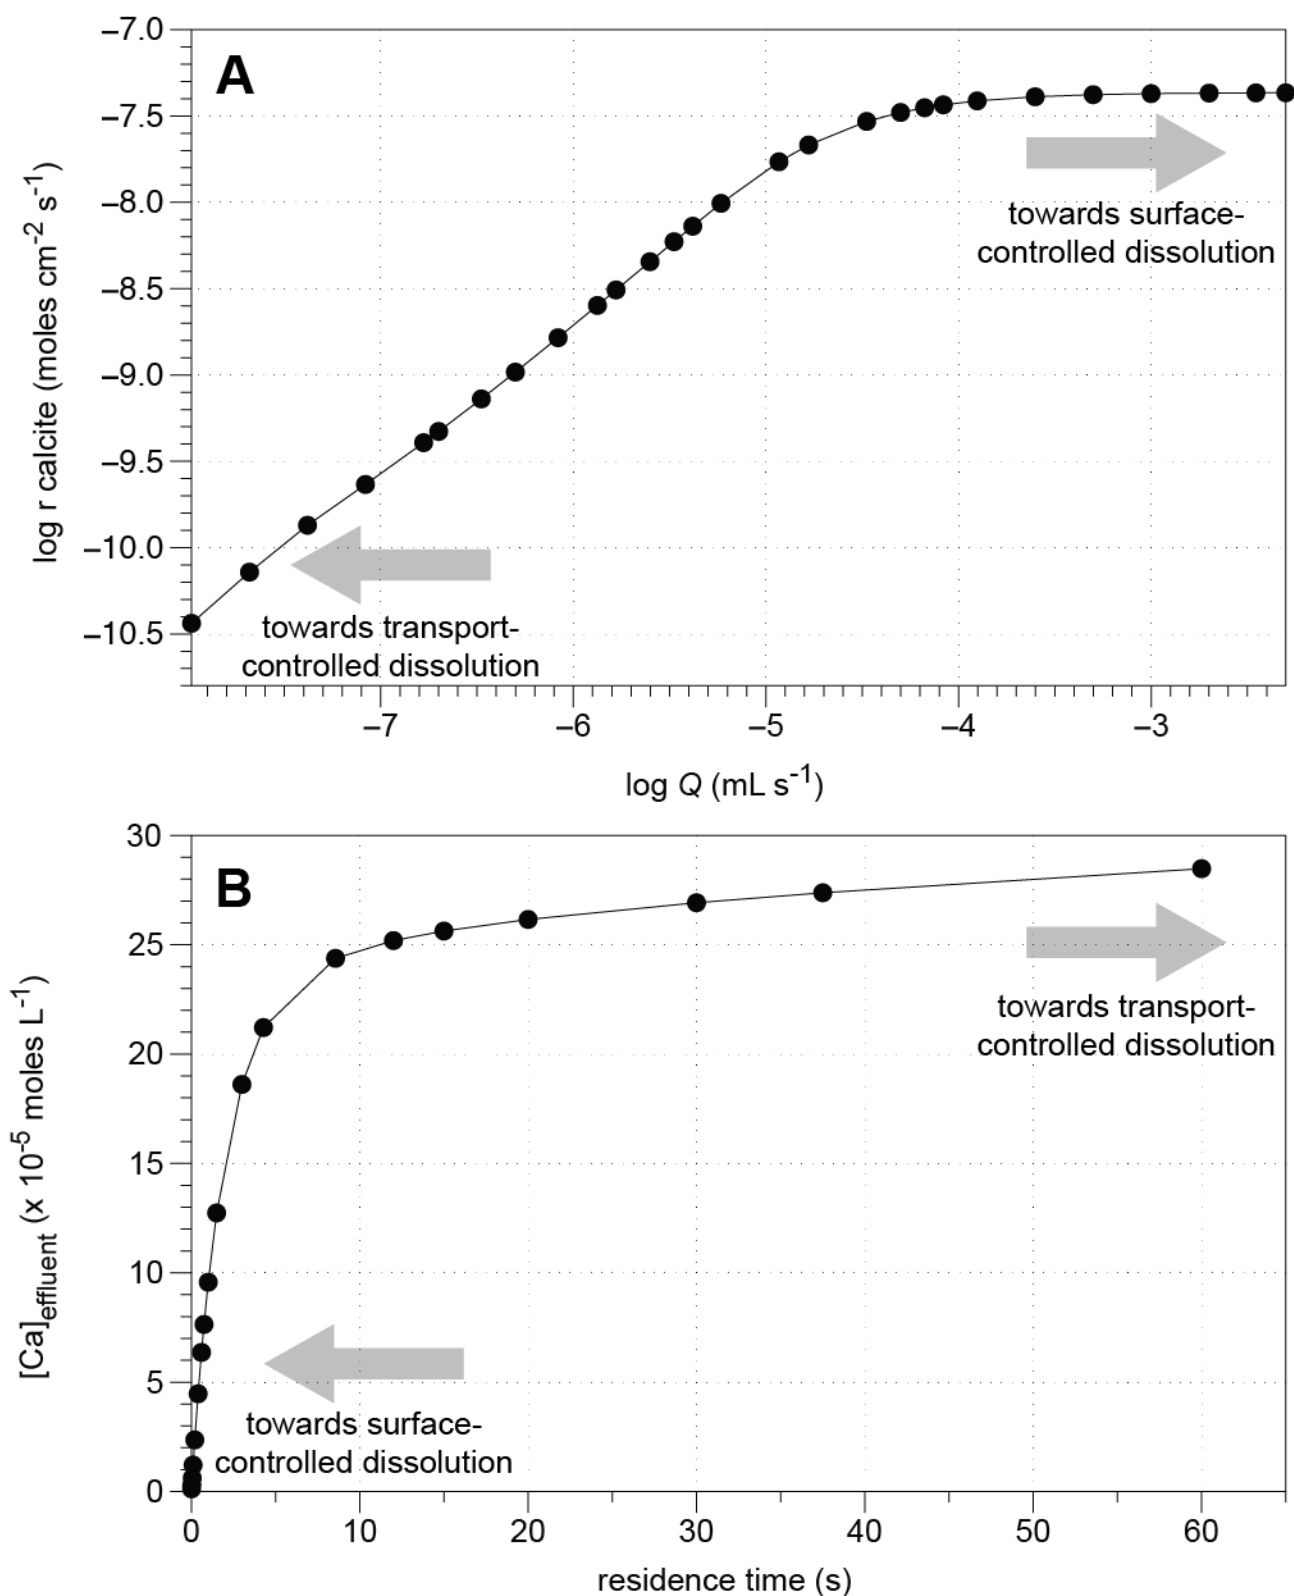 A
−7.0
−7.5
−8.0
−8.5
−9.0
−9.5
−10.0
−10.5
log r calcite (moles cm⁻² s⁻¹)
towards surface-
controlled dissolution
towards transport-
controlled dissolution
−7 −6 −5 −4 −3
log Q (mL s⁻¹)
B
30
25
20
15
10
5
0
[Ca]effluent (x 10⁻⁵ moles L⁻¹)
towards transport-
controlled dissolution
towards surface-
controlled dissolution
0 10 20 30 40 50 60
residence time (s)